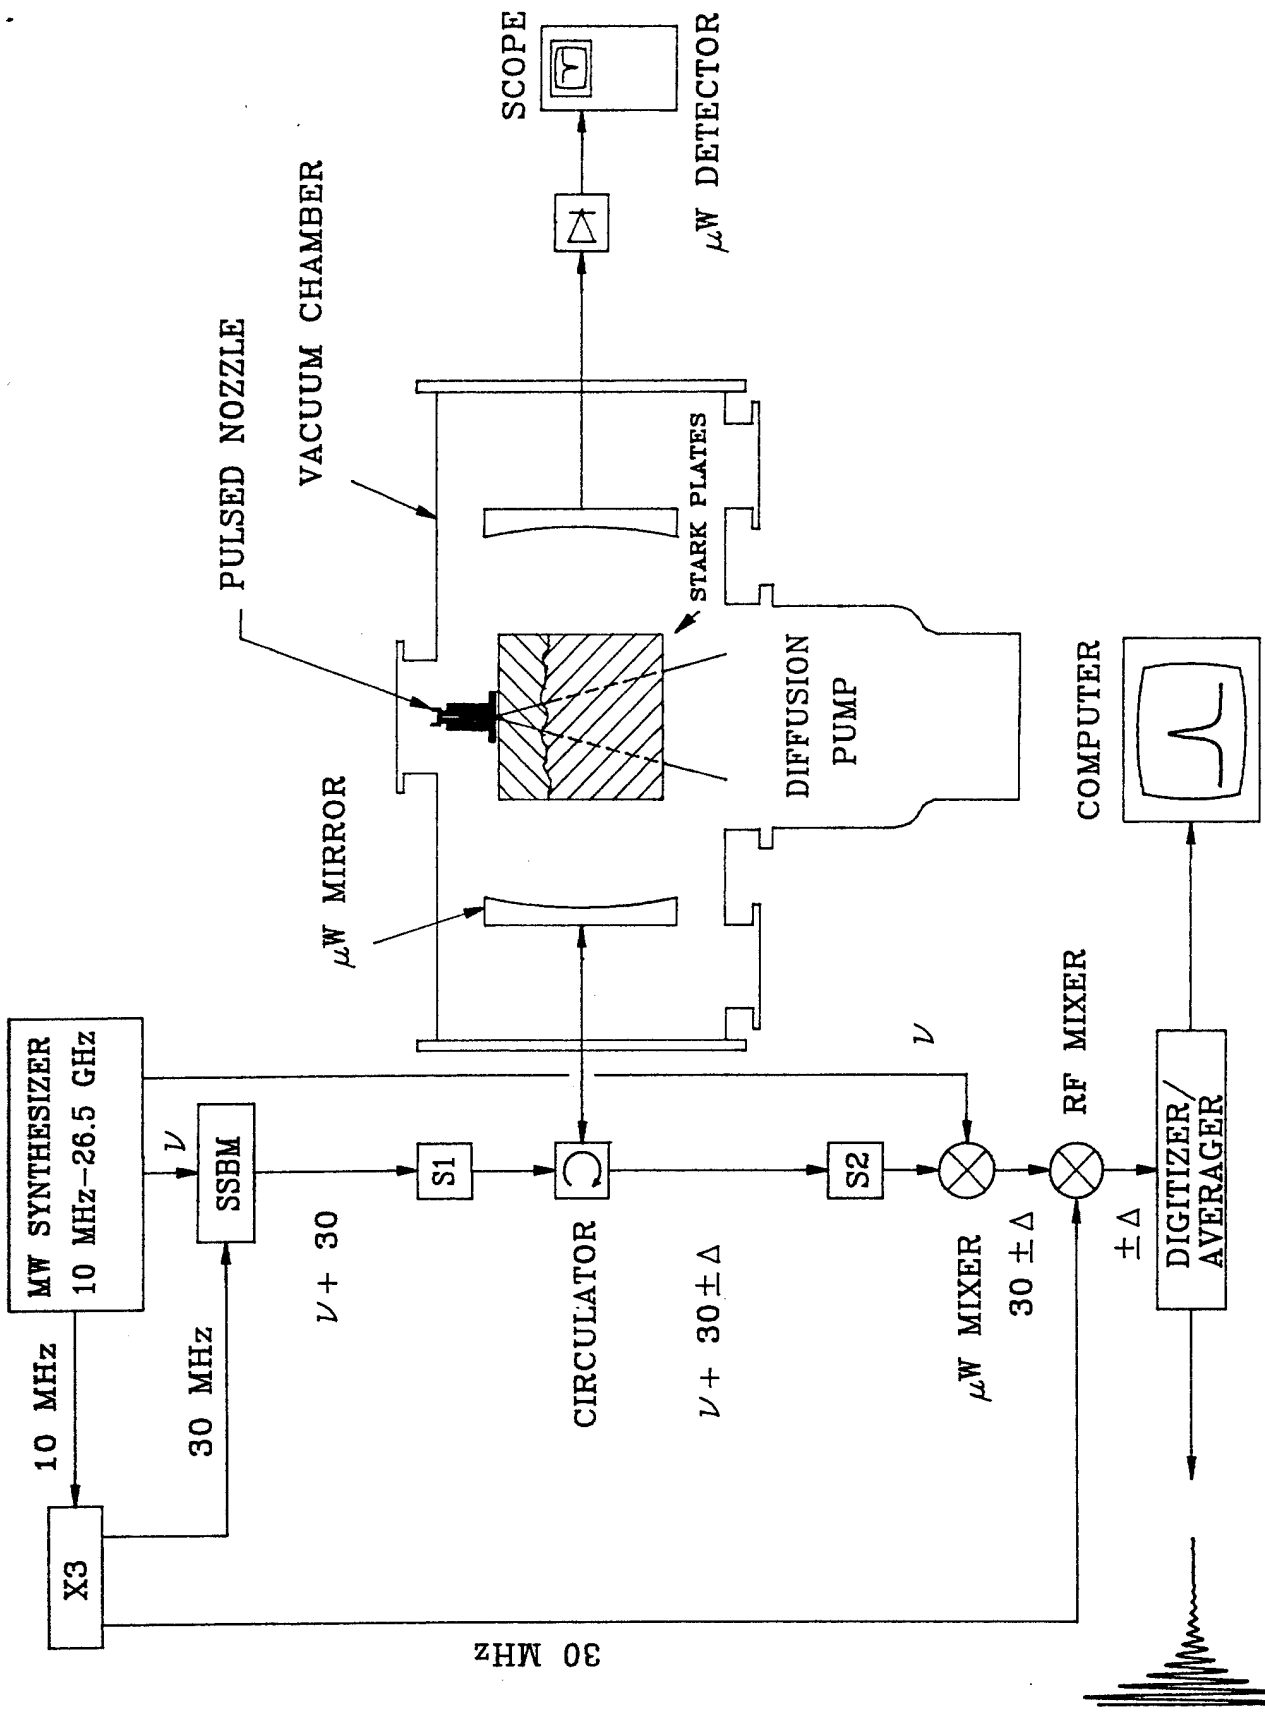 MW SYNTHESIZER
10 MHz-26.5 GHz
10 MHz
X3
30 MHz
30 MHz
ν
SSBM
ν + 30
S1
CIRCULATOR
ν + 30 ± Δ
S2
ν
μW MIXER
30 ± Δ
RF MIXER
± Δ
DIGITIZER/
AVERAGER
COMPUTER
μW MIRROR
PULSED NOZZLE
VACUUM CHAMBER
STARK PLATES
DIFFUSION
PUMP
SCOPE
μW DETECTOR